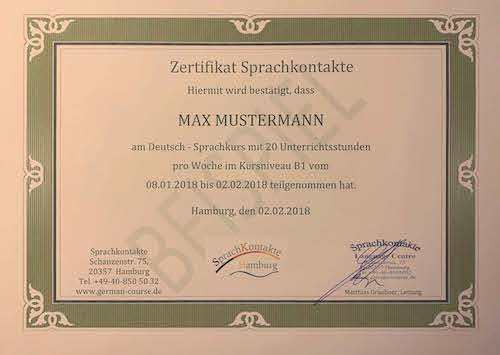 Zertifikat Sprachkontakte
Hiermit wird bestätigt, dass
MAX MUSTERMANN
am Deutsch - Sprachkurs mit 20 Unterrichtsstunden
pro Woche im Kursniveau B1 vom
08.01.2018 bis 02.02.2018 teilgenommen hat.
Hamburg, den 02.02.2018
BEISPIEL
Sprachkontakte
Schanzenstr. 75,
20357 Hamburg
Tel. +49-40-850 50 32
www.german-course.de
SprachKontakte
Hamburg
Sprachkontakte
Language Centre
Hamburg
Leitung